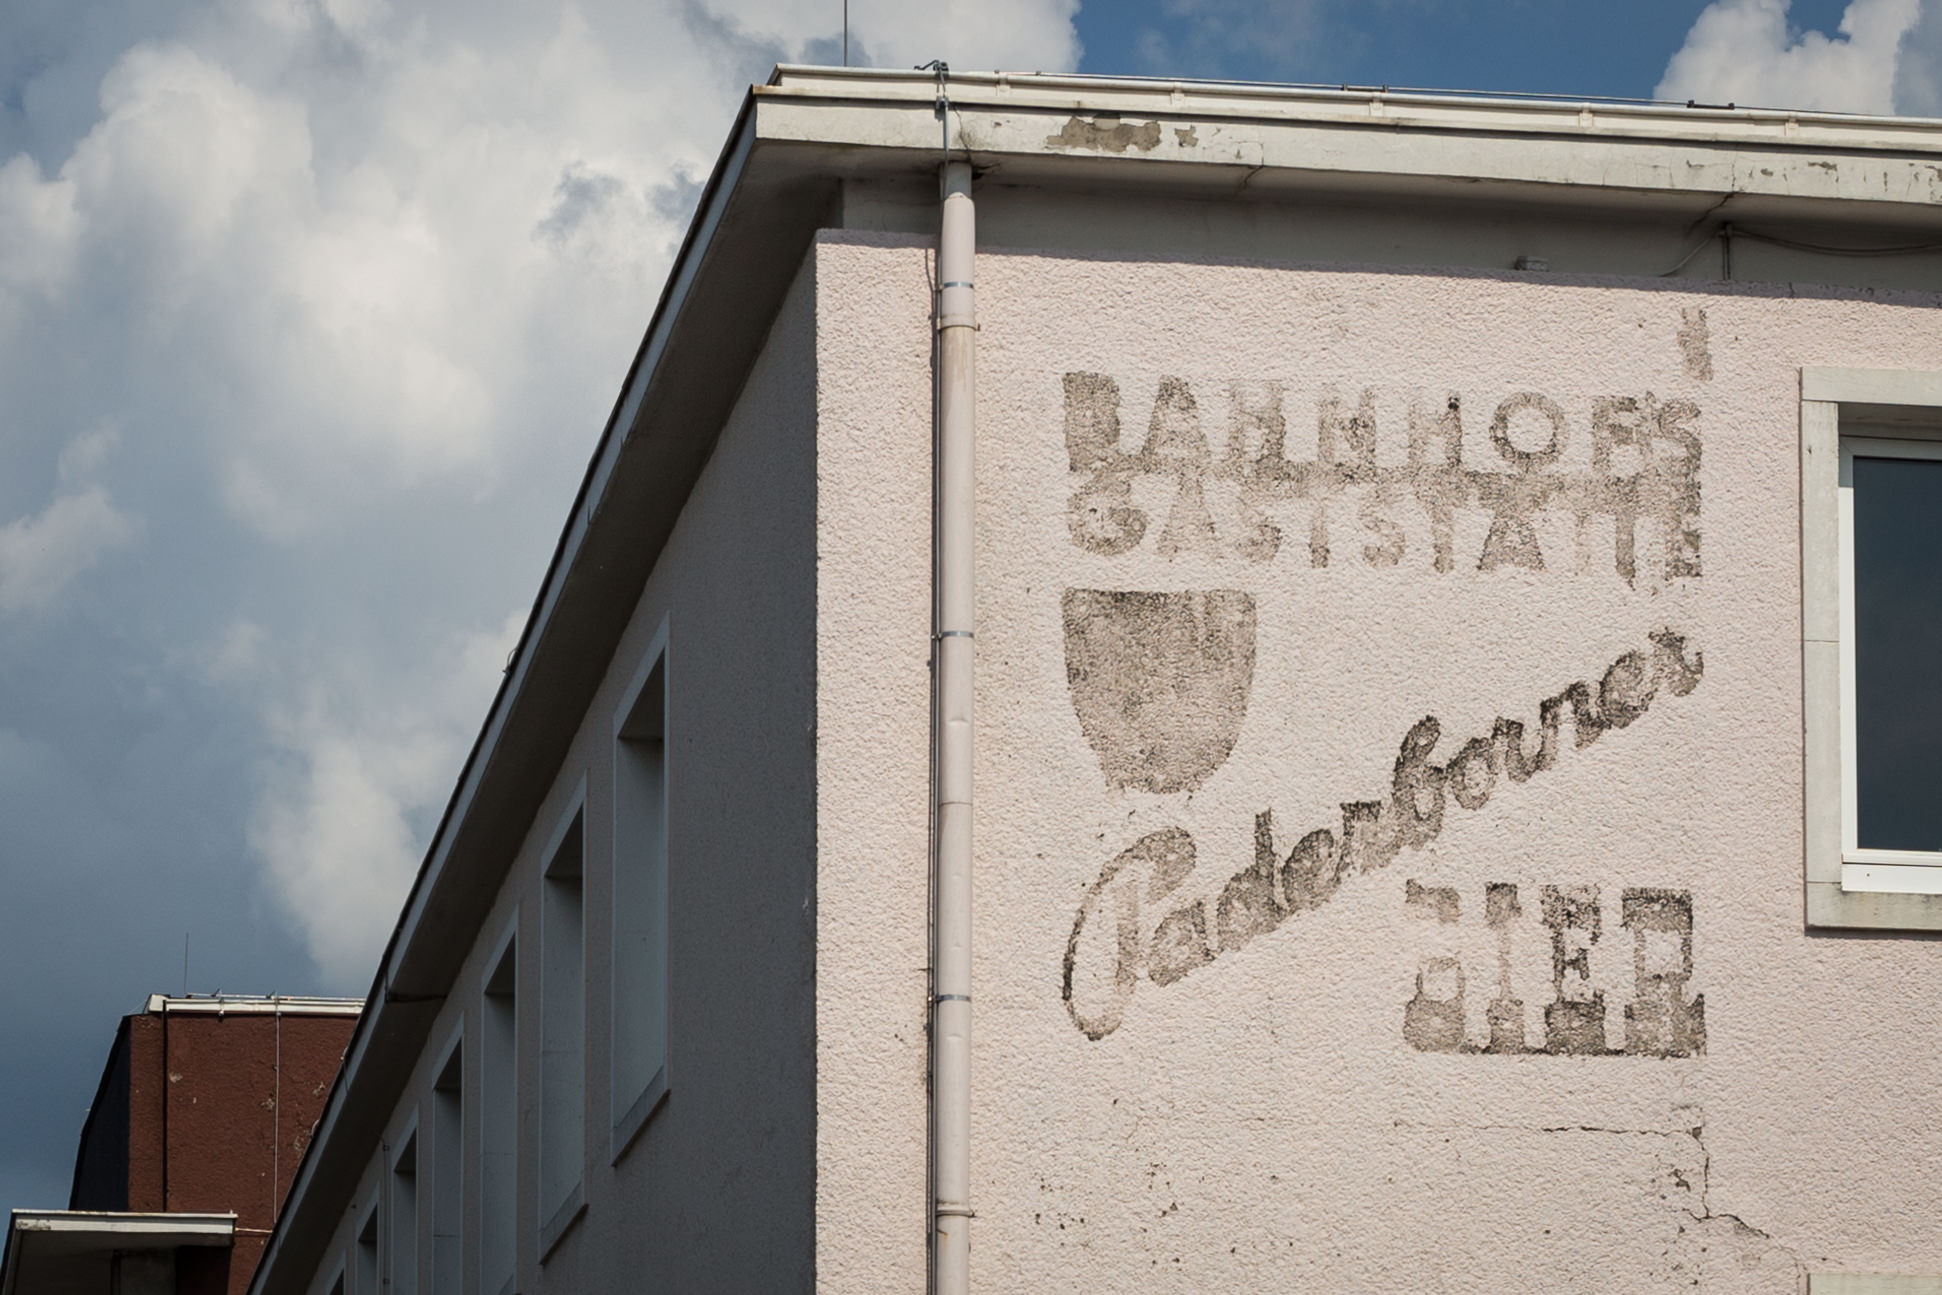 BAHNHOFS
GASTSTÄTTE
Paderborner
BIER